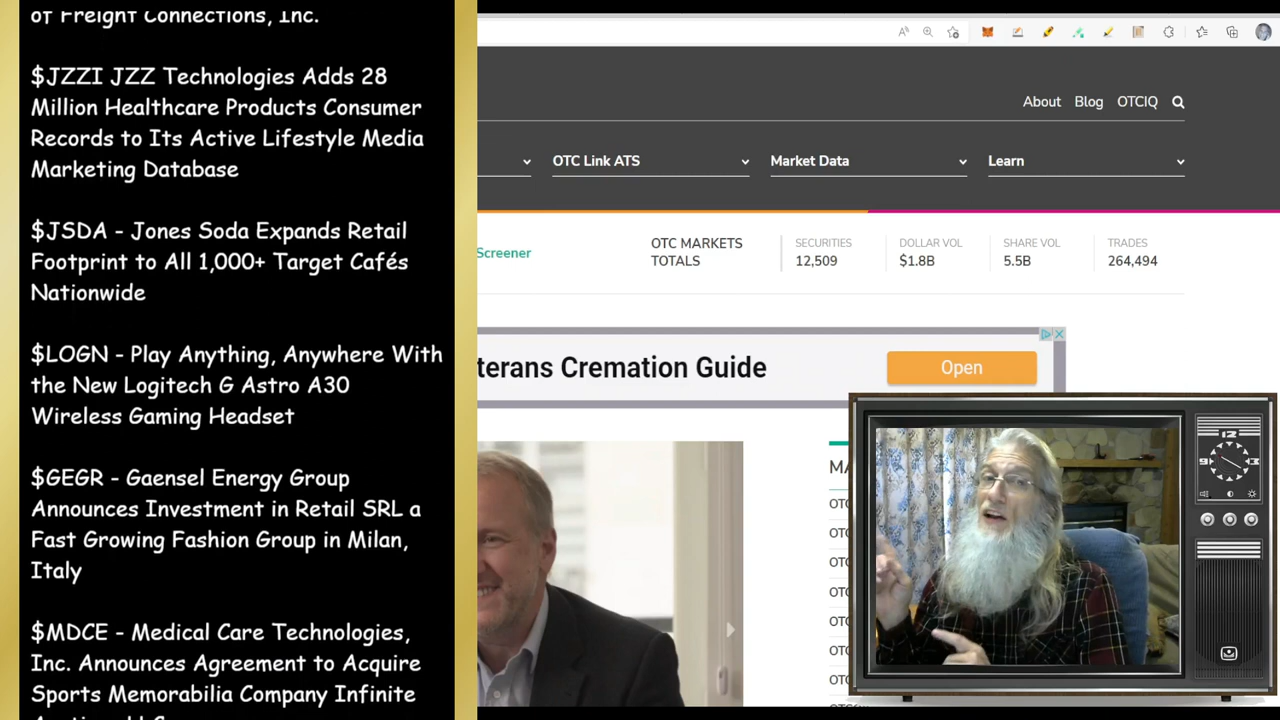 of Freight Connections, Inc.
$JZZI JZZ Technologies Adds 28
Million Healthcare Products Consumer
Records to Its Active Lifestyle Media
Marketing Database
$JSDA - Jones Soda Expands Retail
Footprint to All 1,000+ Target Cafés
Nationwide
$LOGN - Play Anything, Anywhere With
the New Logitech G Astro A30
Wireless Gaming Headset
$GEGR - Gaensel Energy Group
Announces Investment in Retail SRL a
Fast Growing Fashion Group in Milan,
Italy
$MDCE - Medical Care Technologies,
Inc. Announces Agreement to Acquire
Sports Memorabilia Company Infinite
About Blog OTCIQ
OTC Link ATS Market Data Learn
Screener
OTC MARKETS
TOTALS
SECURITIES
12,509
DOLLAR VOL
$1.8B
SHARE VOL
5.5B
TRADES
264,494
terans Cremation Guide
Open
12
9
3